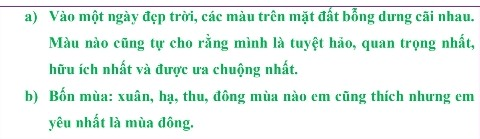 a) Vào một ngày đẹp trời, các màu trên mặt đất bỗng dưng cãi nhau.
Màu nào cũng tự cho rằng mình là tuyệt hảo, quan trọng nhất,
hữu ích nhất và được ưa chuộng nhất.
b) Bốn mùa: xuân, hạ, thu, đông mùa nào em cũng thích nhưng em
yêu nhất là mùa đông.